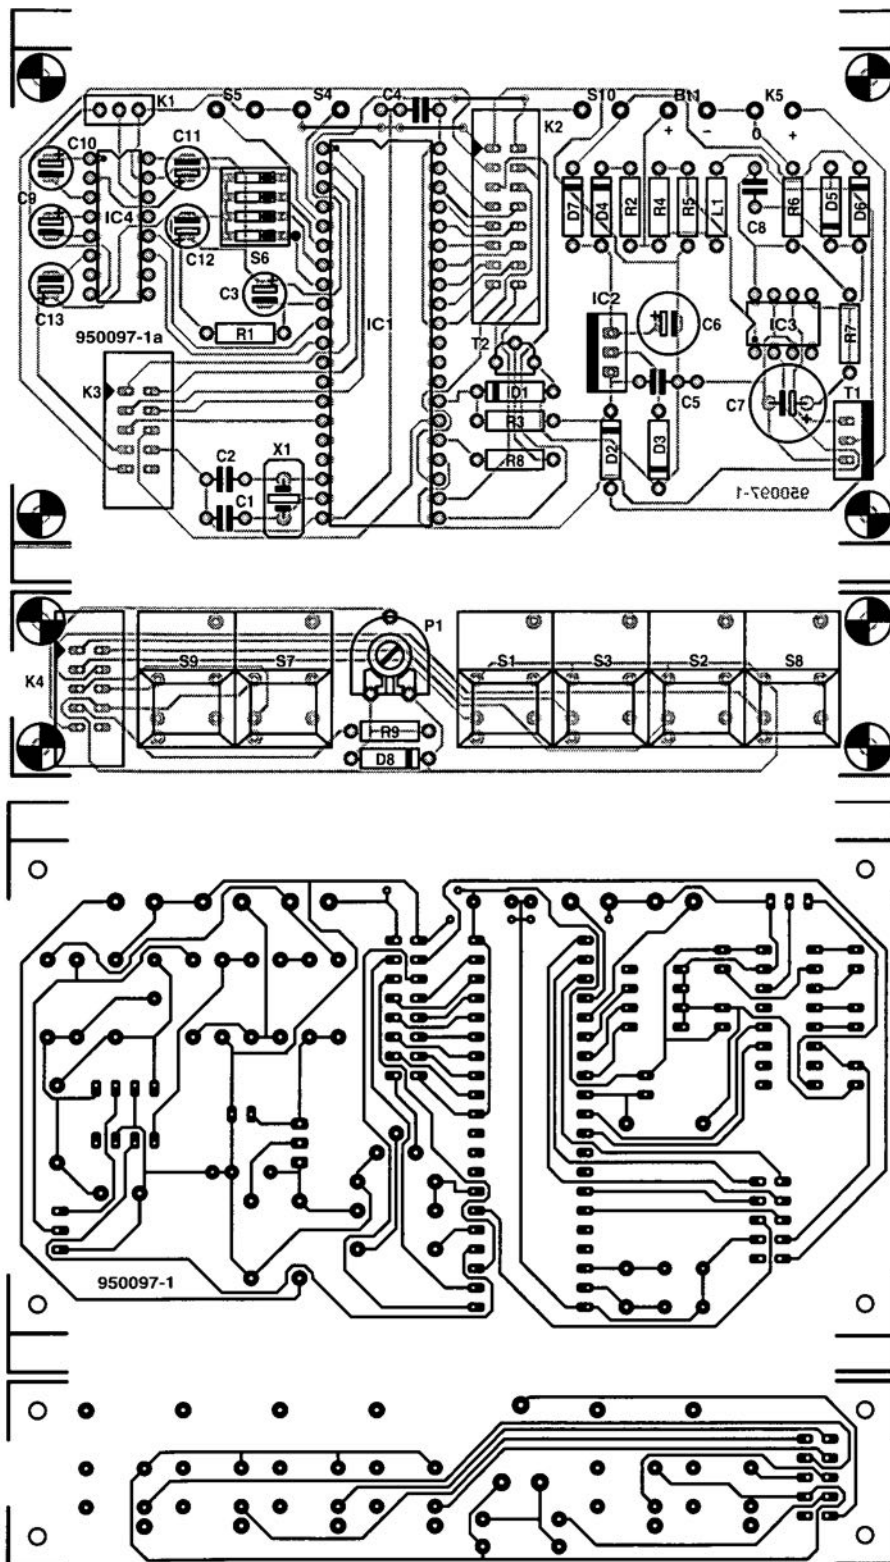 K1 S5 S4 C4 S10 Bt1 K5
+ - 0 +
K2
C10 C11
C9 IC4
D7 D4 R2 R4 R5 L1 C8 R6 D5 D6
C12 S6
C3 IC1
C13
IC2 C6 IC3 R7
950097-1a R1
T2
K3 D1
C5 C7 T1
R3
C2 X1 R8 D2 D3
C1
950097-1
K4 S9 S7 P1 S1 S3 S2 S8
R9
D8
950097-1